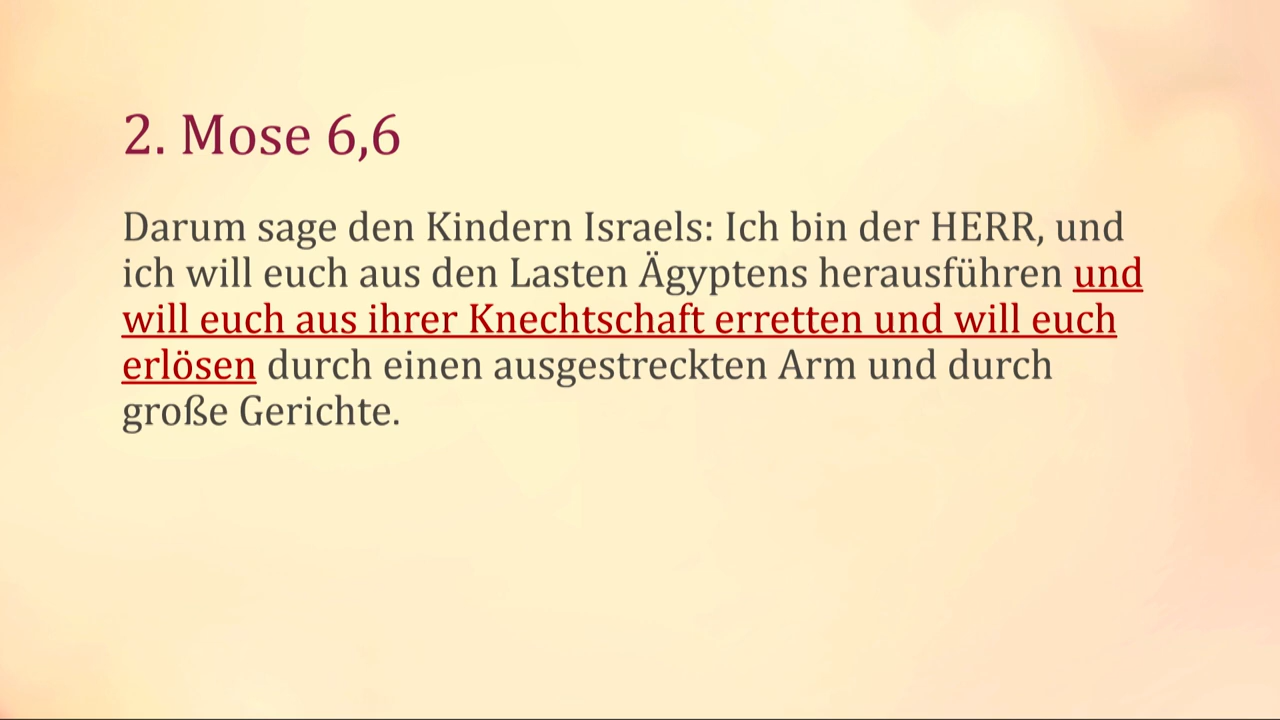 2. Mose 6,6
Darum sage den Kindern Israels: Ich bin der HERR, und
ich will euch aus den Lasten Ägyptens herausführen und
will euch aus ihrer Knechtschaft erretten und will euch
erlösen durch einen ausgestreckten Arm und durch
große Gerichte.